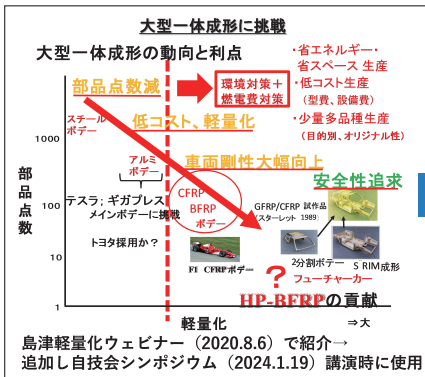 大型一体成形に挑戦
大型一体成形の動向と利点
部品点数減
環境対策+
燃電費対策
・省エネルギー・
省スペース 生産
・低コスト生産
(型費、設備費)
・少量多品種生産
(目的別、オリジナル性)
スチール
ボデー
低コスト、軽量化
アルミ
ボデー
車両剛性大幅向上
安全性追求
テスラ；ギガプレス
メインボデーに挑戦
トヨタ採用か？
CFRP
BFRP
ボデー
F1 CFRPボデー
GFRP/CFRP 試作品
(スターレット 1989)
2分割ボデー
S RIM成形
フューチャーカー
？
HP-BFRPの貢献
部品点数
1000
100
10
1
軽量化
⇒大
島津軽量化ウェビナー（2020.8.6）で紹介→
追加し自技会シンポジウム（2024.1.19）講演時に使用